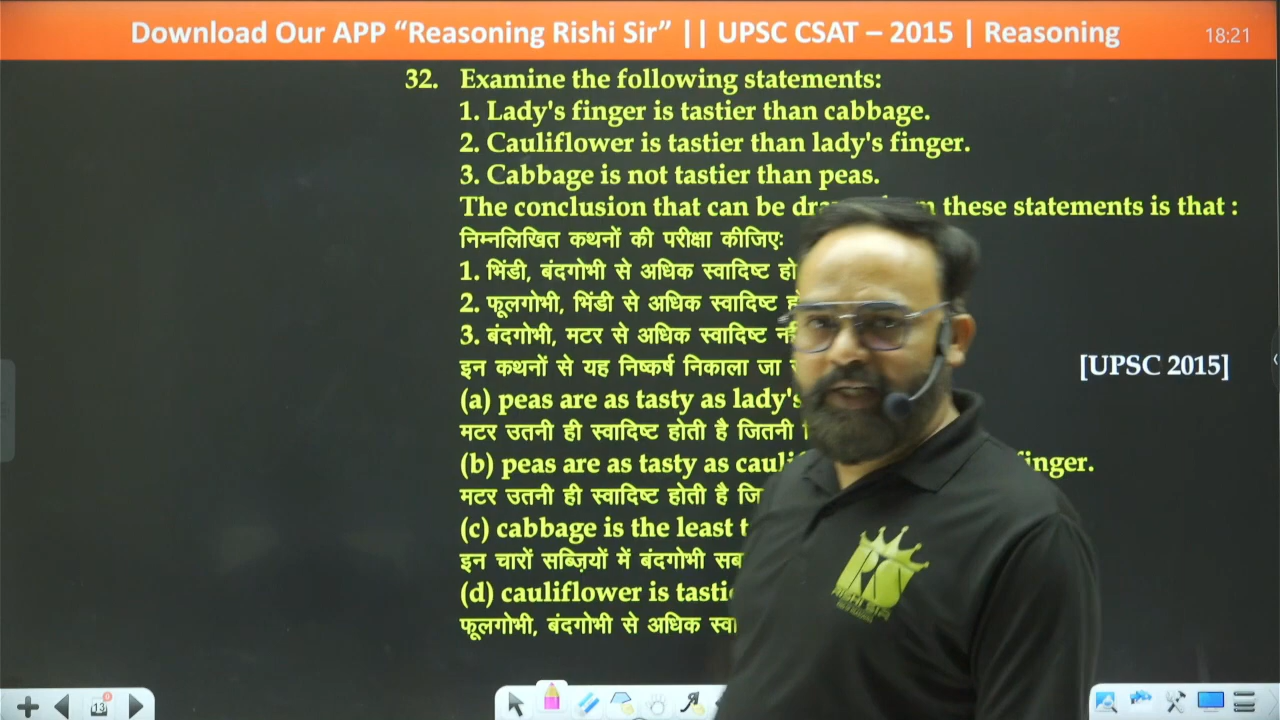 Download Our APP “Reasoning Rishi Sir” || UPSC CSAT – 2015 | Reasoning
18:21
32. Examine the following statements:
1. Lady's finger is tastier than cabbage.
2. Cauliflower is tastier than lady's finger.
3. Cabbage is not tastier than peas.
The conclusion that can be these statements is that :
निम्नलिखित कथनों की परीक्षा कीजिएः
1. भिंडी, बंदगोभी से अधिक स्वादिष्ट
2. फूलगोभी, भिंडी से अधिक स्वादिष्ट
3. बंदगोभी, मटर से अधिक स्वादिष्ट
इन कथनों से यह निष्कर्ष निकाला जा
[UPSC 2015]
(a) peas are as tasty as lady's
मटर उतनी ही स्वादिष्ट होती है जितनी
(b) peas are as tasty as finger.
मटर उतनी ही स्वादिष्ट होती है
(c) cabbage is the least
इन चारों सब्ज़ियों में बंदगोभी
(d) cauliflower is
फूलगोभी, बंदगोभी से अधिक
RISHI SIR
13